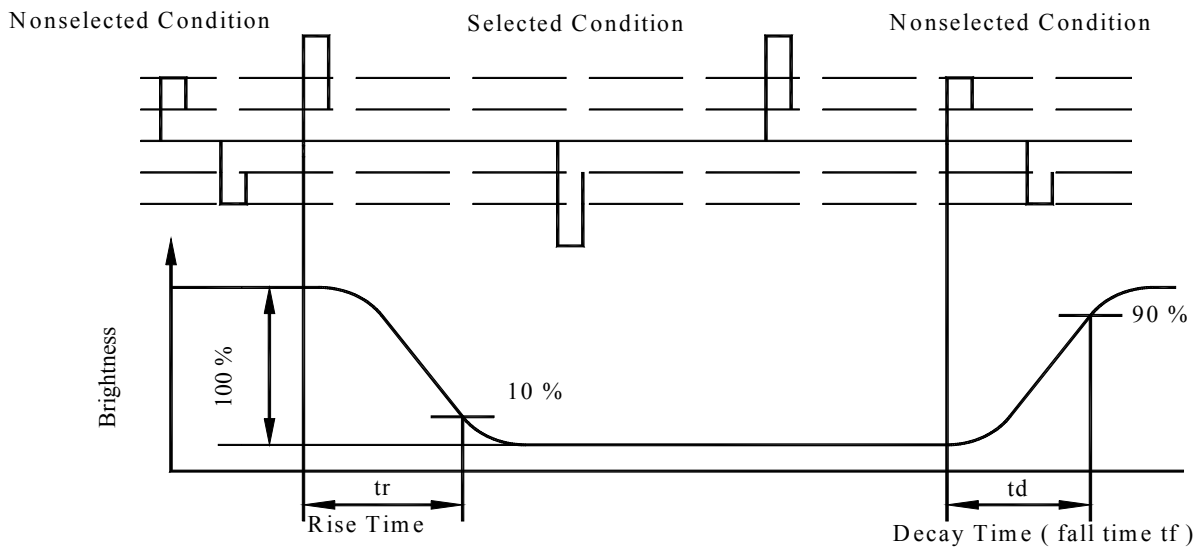 Nonselected Condition
Selected Condition
Nonselected Condition
Brightness
100 %
10 %
90 %
tr
Rise Time
td
Decay Time ( fall time tf )